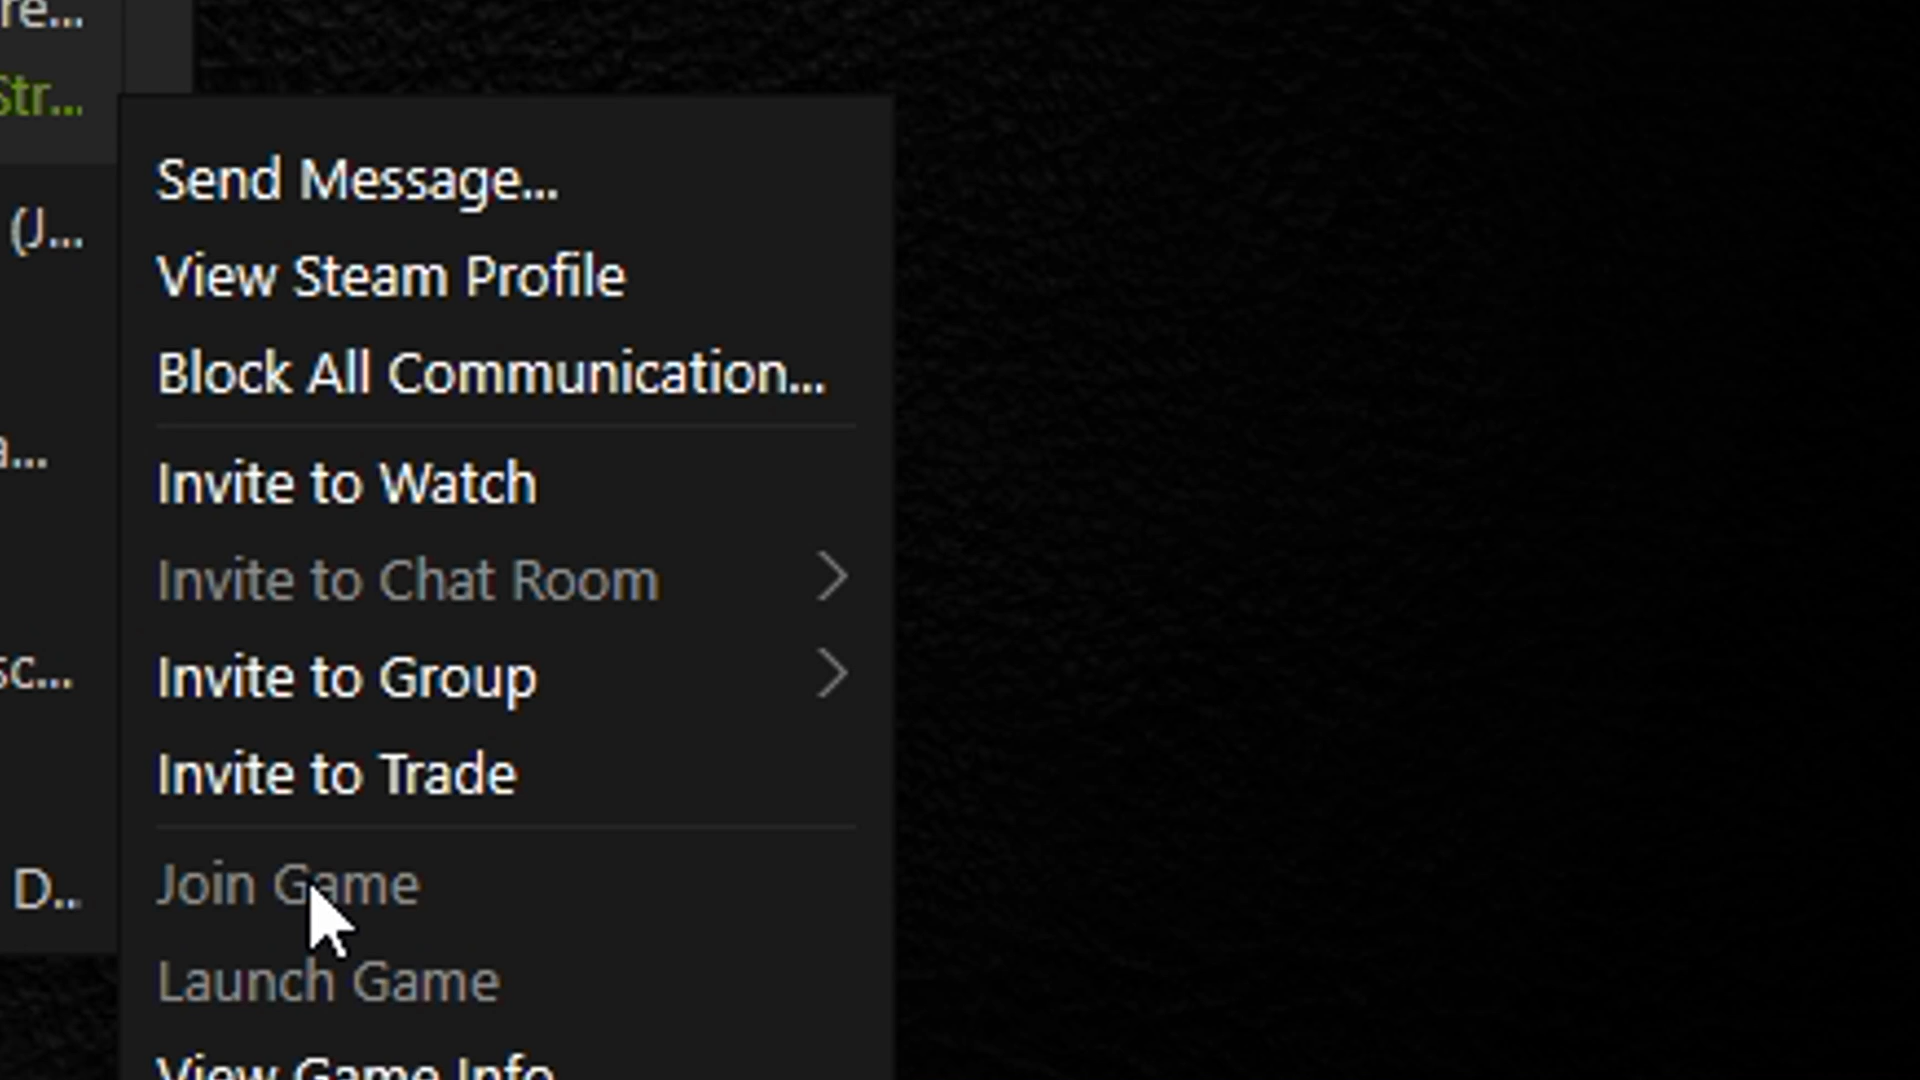 re...
Str...
(J...
a...
sc...
D...
Send Message...
View Steam Profile
Block All Communication...
Invite to Watch
Invite to Chat Room
Invite to Group
Invite to Trade
Join Game
Launch Game
View Game Info